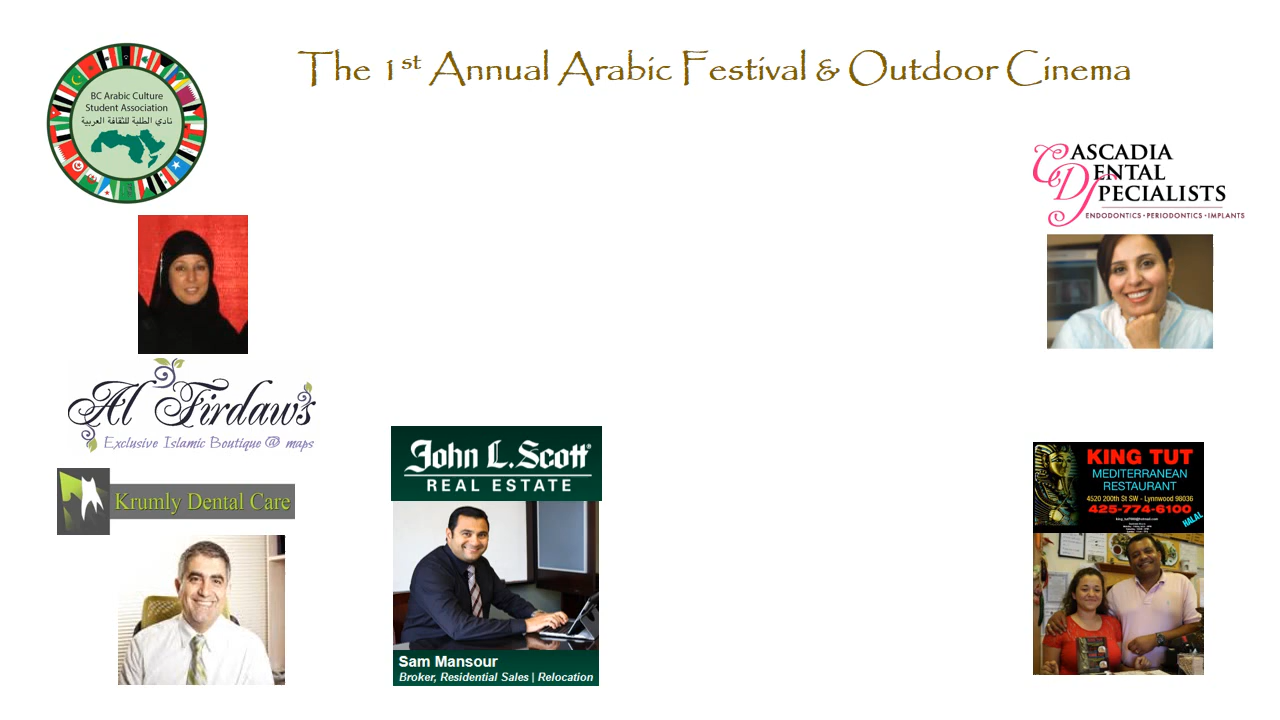 The 1st Annual Arabic Festival & Outdoor Cinema
BC Arabic Culture
Student Association
نادي الطلبة للثقافة العربية
CASCADIA
DENTAL
SPECIALISTS
ENDODONTICS • PERIODONTICS • IMPLANTS
Al Firdaws
Exclusive Islamic Boutique @ maps
Krumly Dental Care
John L. Scott®
REAL ESTATE
Sam Mansour
Broker, Residential Sales | Relocation
KING TUT
MEDITERRANEAN
RESTAURANT
4520 200th St SW - Lynnwood 98036
425-774-6100
HALAL